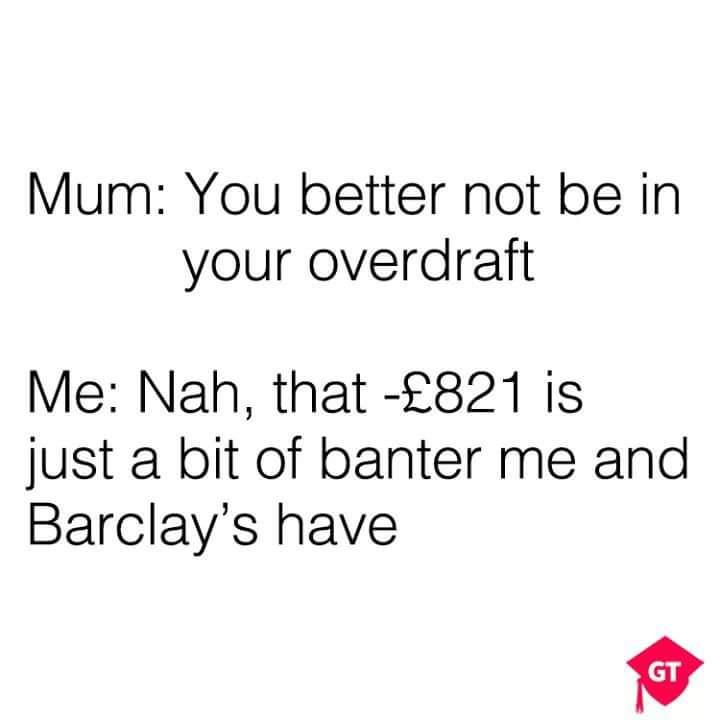 Mum: You better not be in
your overdraft
Me: Nah, that -£821 is
just a bit of banter me and
Barclay’s have
GT